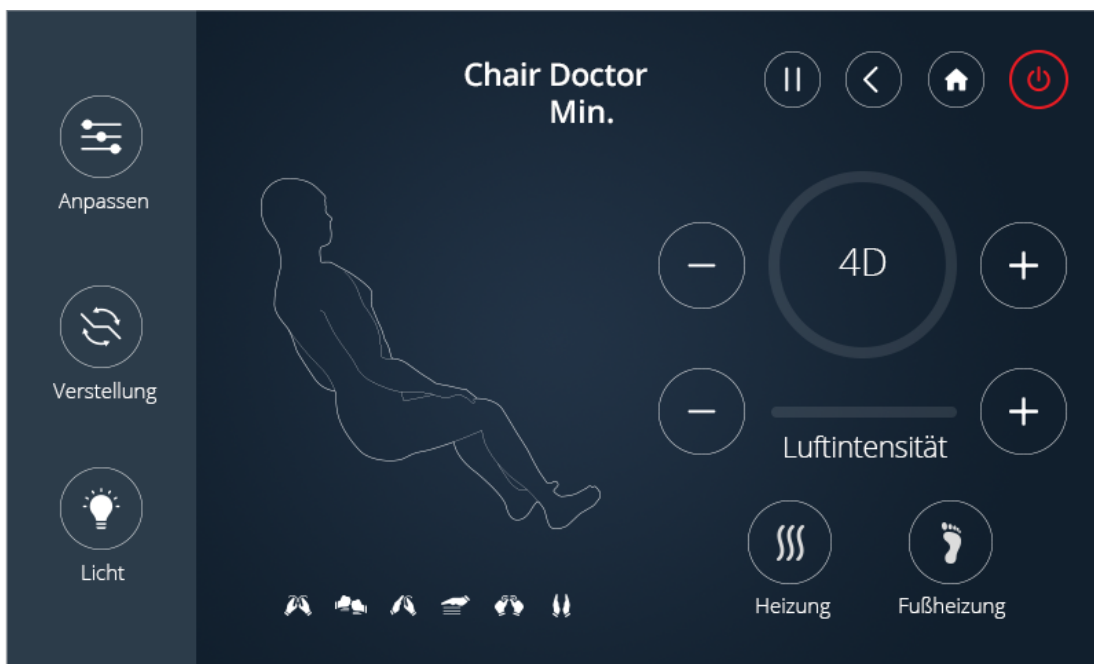 Chair Doctor
Min.
Anpassen
4D
Verstellung
Luftintensität
Licht
Heizung
Fußheizung